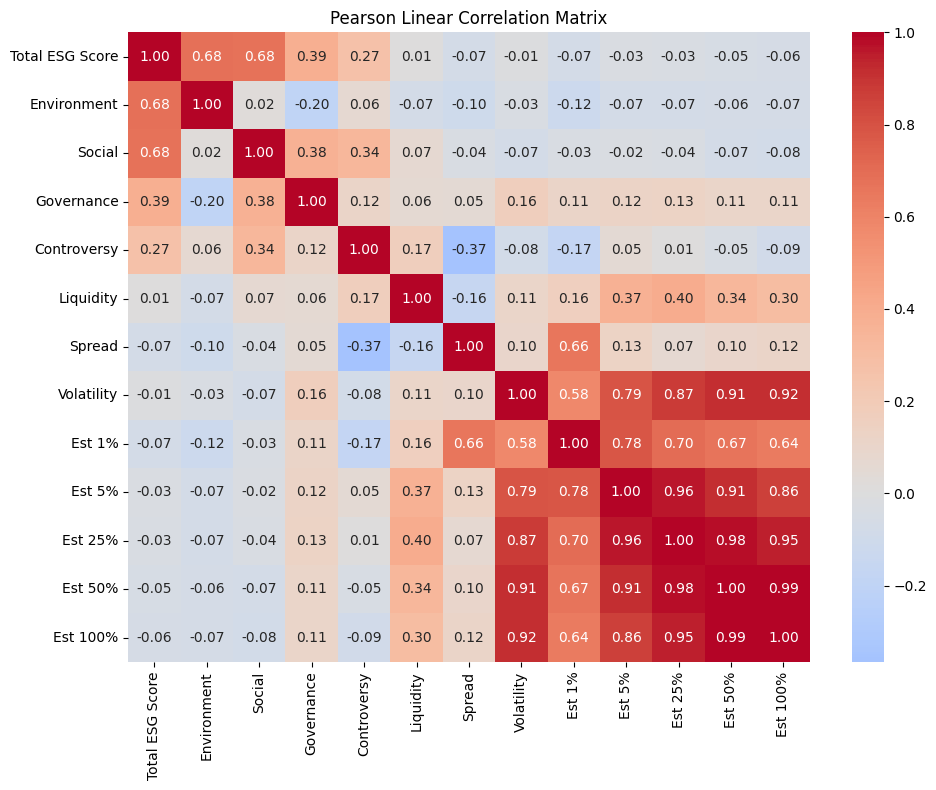 Pearson Linear Correlation Matrix
Total ESG Score 1.00 0.68 0.68 0.39 0.27 0.01 -0.07 -0.01 -0.07 -0.03 -0.03 -0.05 -0.06
Environment 0.68 1.00 0.02 -0.20 0.06 -0.07 -0.10 -0.03 -0.12 -0.07 -0.07 -0.06 -0.07
Social 0.68 0.02 1.00 0.38 0.34 0.07 -0.04 -0.07 -0.03 -0.02 -0.04 -0.07 -0.08
Governance 0.39 -0.20 0.38 1.00 0.12 0.06 0.05 0.16 0.11 0.12 0.13 0.11 0.11
Controversy 0.27 0.06 0.34 0.12 1.00 0.17 -0.37 -0.08 -0.17 0.05 0.01 -0.05 -0.09
Liquidity 0.01 -0.07 0.07 0.06 0.17 1.00 -0.16 0.11 0.16 0.37 0.40 0.34 0.30
Spread -0.07 -0.10 -0.04 0.05 -0.37 -0.16 1.00 0.10 0.66 0.13 0.07 0.10 0.12
Volatility -0.01 -0.03 -0.07 0.16 -0.08 0.11 0.10 1.00 0.58 0.79 0.87 0.91 0.92
Est 1% -0.07 -0.12 -0.03 0.11 -0.17 0.16 0.66 0.58 1.00 0.78 0.70 0.67 0.64
Est 5% -0.03 -0.07 -0.02 0.12 0.05 0.37 0.13 0.79 0.78 1.00 0.96 0.91 0.86
Est 25% -0.03 -0.07 -0.04 0.13 0.01 0.40 0.07 0.87 0.70 0.96 1.00 0.98 0.95
Est 50% -0.05 -0.06 -0.07 0.11 -0.05 0.34 0.10 0.91 0.67 0.91 0.98 1.00 0.99
Est 100% -0.06 -0.07 -0.08 0.11 -0.09 0.30 0.12 0.92 0.64 0.86 0.95 0.99 1.00
Total ESG Score
Environment
Social
Governance
Controversy
Liquidity
Spread
Volatility
Est 1%
Est 5%
Est 25%
Est 50%
Est 100%
1.0
0.8
0.6
0.4
0.2
0.0
−0.2